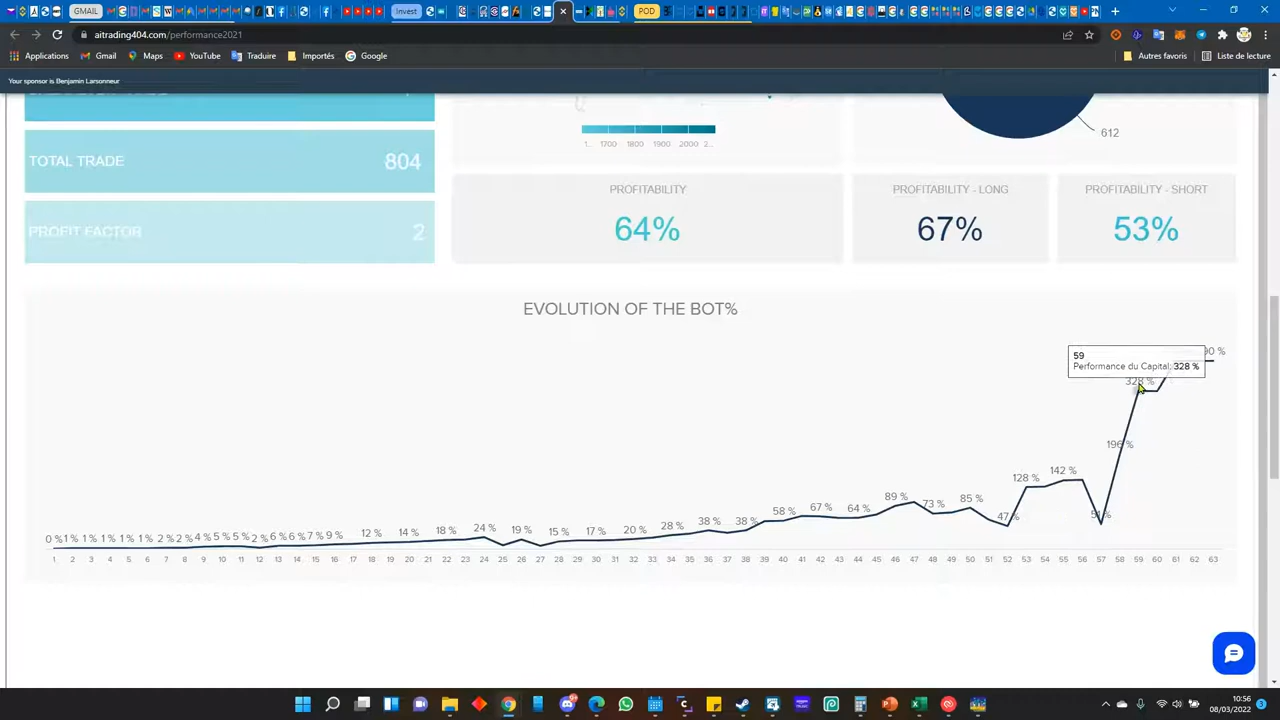 GMAIL
Invest
POD
aitrading404.com/performance2021
Applications
Gmail
Maps
YouTube
Traduire
Importés
Google
Autres favoris
Liste de lecture
Your sponsor is Benjamin Larsonneur
TOTAL TRADE 804
PROFIT FACTOR 2
1... 1700 1800 1900 2000 2...
612
PROFITABILITY
64%
PROFITABILITY - LONG
67%
PROFITABILITY - SHORT
53%
EVOLUTION OF THE BOT%
59
Performance du Capital: 328 %
90 %
328 %
196 %
142 %
128 %
89 %
85 %
73 %
67 %
64 %
58 %
51 %
47 %
0 % 1 % 1 % 1 % 1 % 1 % 2 % 2 % 4 % 5 % 5 % 2 % 6 % 6 % 7 % 9 % 12 % 14 % 18 % 24 % 19 % 15 % 17 % 20 % 28 % 38 % 38 %
1 2 3 4 5 6 7 8 9 10 11 12 13 14 15 16 17 18 19 20 21 22 23 24 25 26 27 28 29 30 31 32 33 34 35 36 37 38 39 40 41 42 43 44 45 46 47 48 49 50 51 52 53 54 55 56 57 58 59 60 61 62 63
10:56
08/03/2022